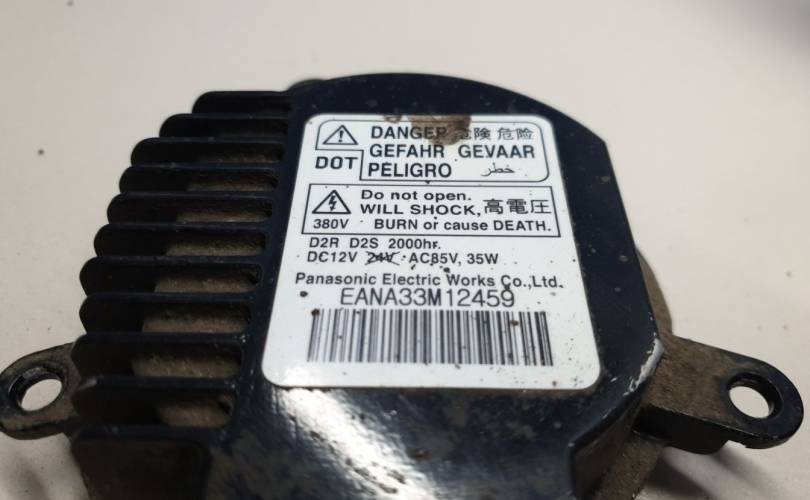 DANGER 危険 危险
GEFAHR GEVAAR
DOT PELIGRO خطر
Do not open.
WILL SHOCK, 高電圧
380V BURN or cause DEATH.
D2R D2S 2000hr.
DC12V 24V AC85V, 35W
Panasonic Electric Works Co.,Ltd.
EANA33M12459